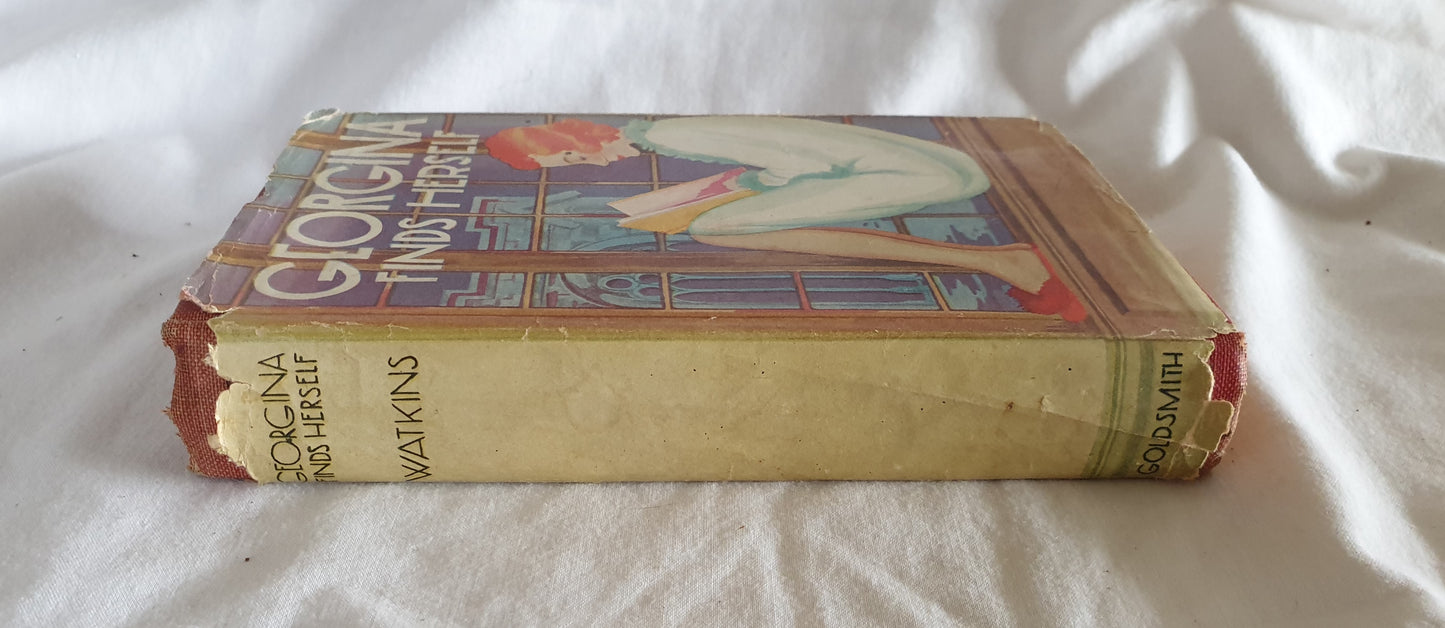 GEORGINA
FINDS HERSELF
GEORGINA
FINDS HERSELF
WATKINS
GOLDSMITH